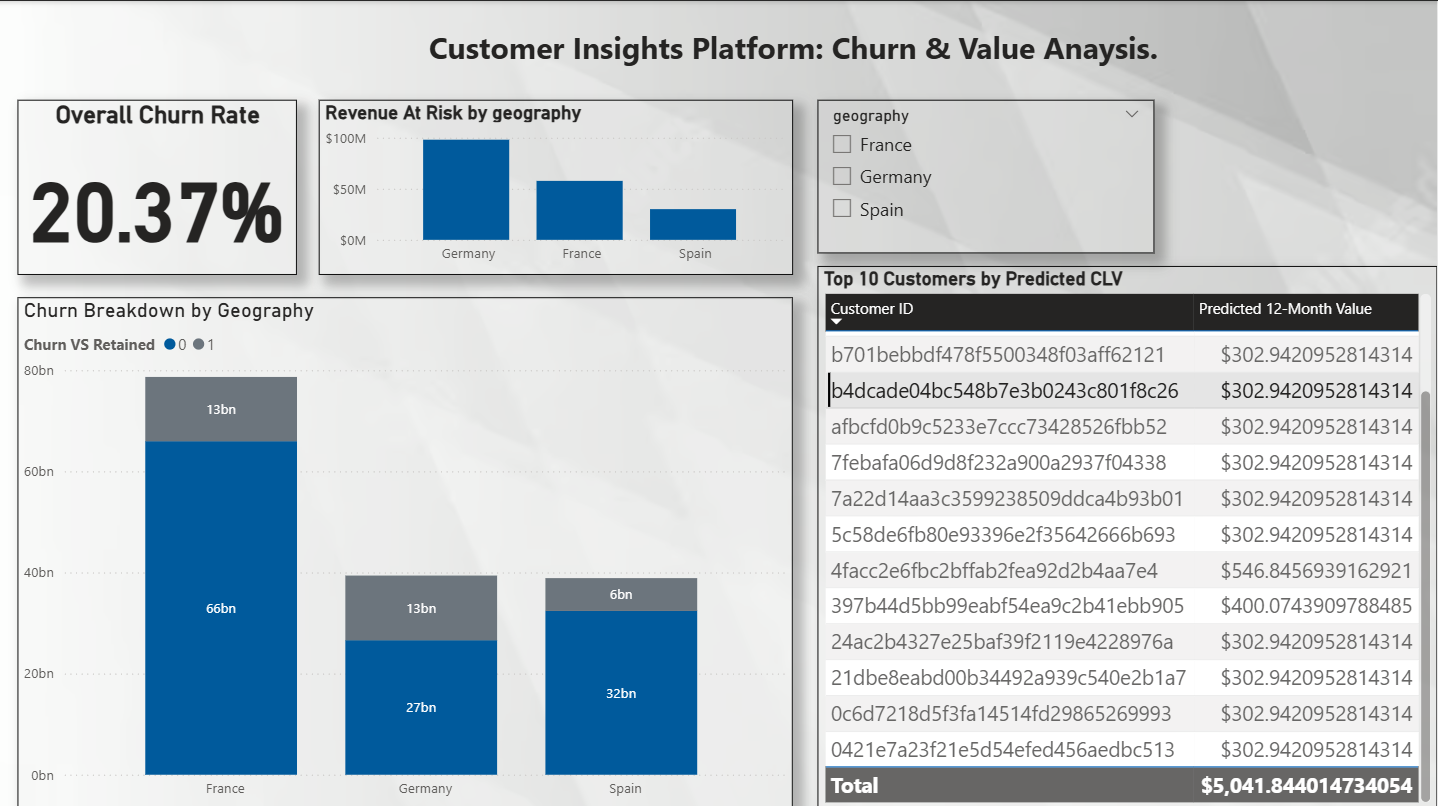 Customer Insights Platform: Churn & Value Anaysis.
Overall Churn Rate
20.37%
Revenue At Risk by geography
$100M
$50M
$0M
Germany France Spain
geography
France
Germany
Spain
Churn Breakdown by Geography
Churn VS Retained 0 1
80bn
60bn
40bn
20bn
0bn
13bn
66bn
13bn
27bn
6bn
32bn
France Germany Spain
Top 10 Customers by Predicted CLV
Customer ID Predicted 12-Month Value
b701bebbdf478f5500348f03aff62121 $302.9420952814314
b4dcade04bc548b7e3b0243c801f8c26 $302.9420952814314
afbcfd0b9c5233e7ccc73428526fbb52 $302.9420952814314
7febafa06d9d8f232a900a2937f04338 $302.9420952814314
7a22d14aa3c3599238509ddca4b93b01 $302.9420952814314
5c58de6fb80e93396e2f35642666b693 $302.9420952814314
4facc2e6fbc2bffab2fea92d2b4aa7e4 $546.8456939162921
397b44d5bb99eabf54ea9c2b41ebb905 $400.0743909788485
24ac2b4327e25baf39f2119e4228976a $302.9420952814314
21dbe8eabd00b34492a939c540e2b1a7 $302.9420952814314
0c6d7218d5f3fa14514fd29865269993 $302.9420952814314
0421e7a23f21e5d54efed456aedbc513 $302.9420952814314
Total $5,041.844014734054